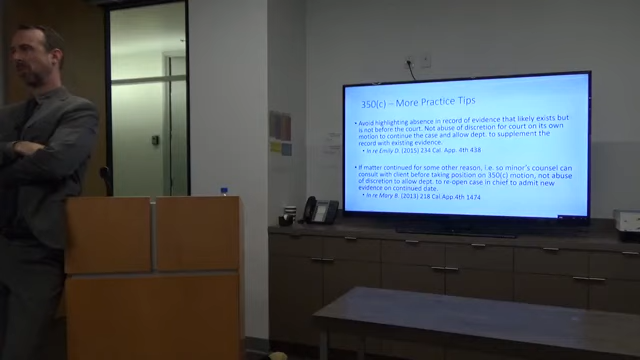 350(c) – More Practice Tips
• Avoid highlighting absence in record of evidence that likely exists but
is not before the court. Not abuse of discretion for court on its own
motion to continue the case and allow dept. to supplement the
record with existing evidence.
• In re Emily D. (2015) 234 Cal. App. 4th 438
• If matter continued for some other reason, i.e. so minor's counsel can
consult with client before taking position on 350(c) motion, not abuse
of discretion to allow dept. to re-open case in chief to admit new
evidence on continued date.
• In re Mary B. (2013) 218 Cal.App.4th 1474